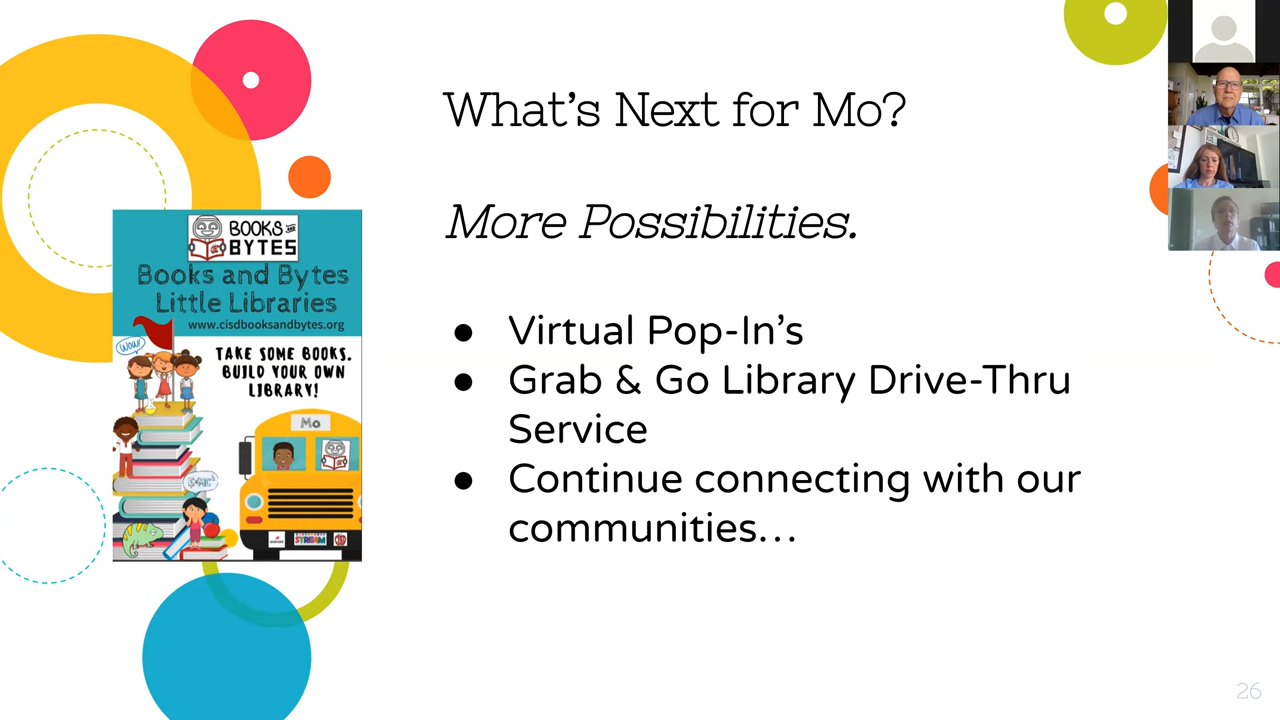 What's Next for Mo?
More Possibilities.
● Virtual Pop-In's
● Grab & Go Library Drive-Thru
Service
● Continue connecting with our
communities...
BOOKS AND
BYTES
Books and Bytes
Little Libraries
www.cisdbooksandbytes.org
WOW!
TAKE SOME BOOKS.
BUILD YOUR OWN
LIBRARY!
Mo
E=MC²
STREAM
26